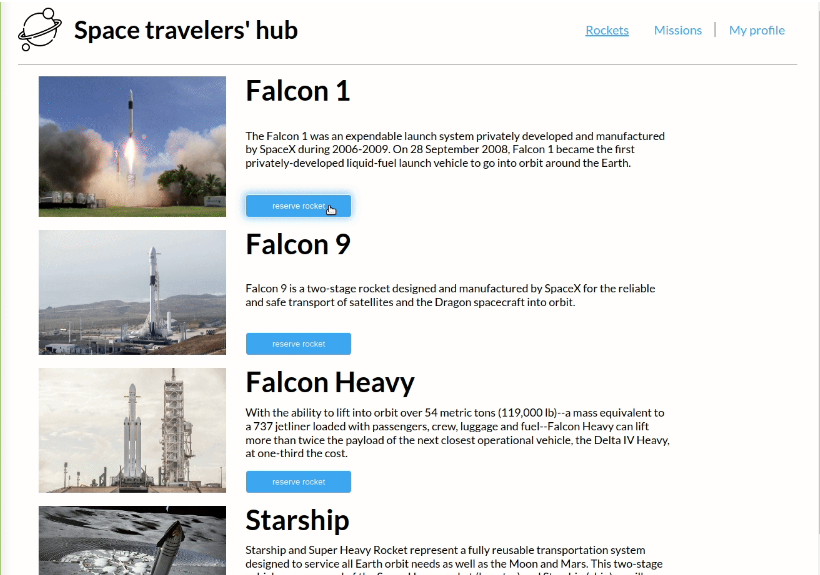 Space travelers' hub
Rockets
Missions
My profile
Falcon 1
The Falcon 1 was an expendable launch system privately developed and manufactured
by SpaceX during 2006-2009. On 28 September 2008, Falcon 1 became the first
privately-developed liquid-fuel launch vehicle to go into orbit around the Earth.
reserve rocket
Falcon 9
Falcon 9 is a two-stage rocket designed and manufactured by SpaceX for the reliable
and safe transport of satellites and the Dragon spacecraft into orbit.
reserve rocket
Falcon Heavy
With the ability to lift into orbit over 54 metric tons (119,000 lb)--a mass equivalent to
a 737 jetliner loaded with passengers, crew, luggage and fuel--Falcon Heavy can lift
more than twice the payload of the next closest operational vehicle, the Delta IV Heavy,
at one-third the cost.
reserve rocket
Starship
Starship and Super Heavy Rocket represent a fully reusable transportation system
designed to service all Earth orbit needs as well as the Moon and Mars. This two-stage